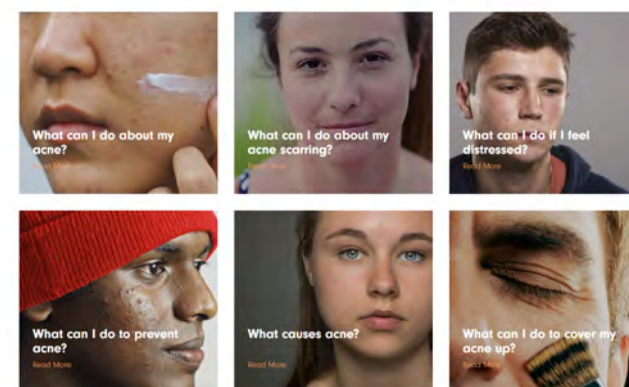 What can I do about my
acne?
Read More
What can I do about my
acne scarring?
Read More
What can I do if I feel
distressed?
Read More
What can I do to prevent
acne?
Read More
What causes acne?
Read More
What can I do to cover my
acne up?
Read More